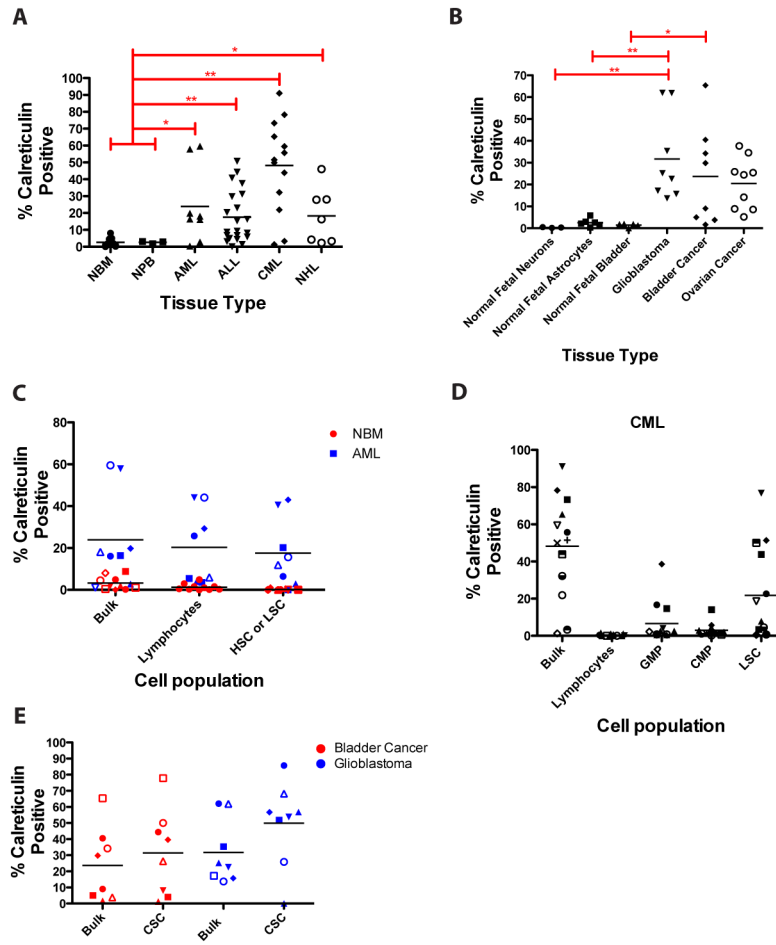 A
*
**
**
*
100
90
80
70
60
50
40
30
20
10
0
% Calreticulin
Positive
NBM
NPB
AML
ALL
CML
NHL
Tissue Type
B
*
**
**
70
60
50
40
30
20
10
0
% Calreticulin
Positive
Normal Fetal Neurons
Normal Fetal Astrocytes
Normal Fetal Bladder
Glioblastoma
Bladder Cancer
Ovarian Cancer
Tissue Type
C
80
60
40
20
0
% Calreticulin
Positive
NBM
AML
Bulk
Lymphocytes
HSC or LSC
Cell population
D
CML
100
80
60
40
20
0
% Calreticulin
Positive
Bulk
Lymphocytes
GMP
CMP
LSC
Cell population
E
100
90
80
70
60
50
40
30
20
10
0
% Calreticulin
Positive
Bladder Cancer
Glioblastoma
Bulk
CSC
Bulk
CSC